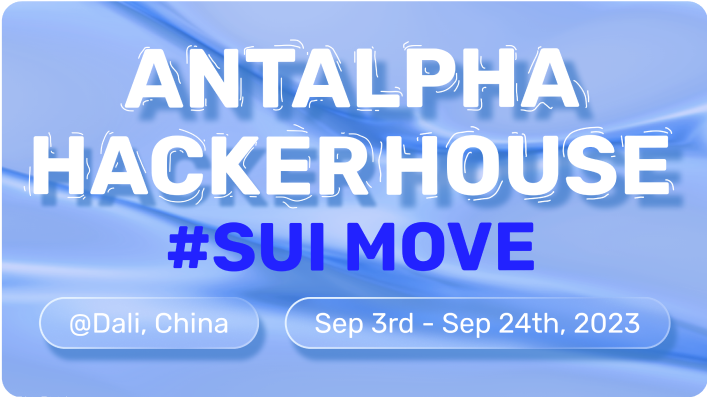 ANTALPHA
HACKER HOUSE
#SUI MOVE
@Dali, China
Sep 3rd - Sep 24th, 2023